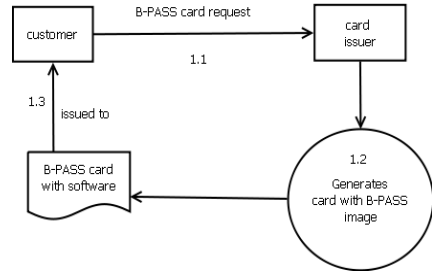 B-PASS card request
customer
card
issuer
1.1
1.3
issued to
1.2
Generates
card with B-PASS
image
B-PASS card
with software